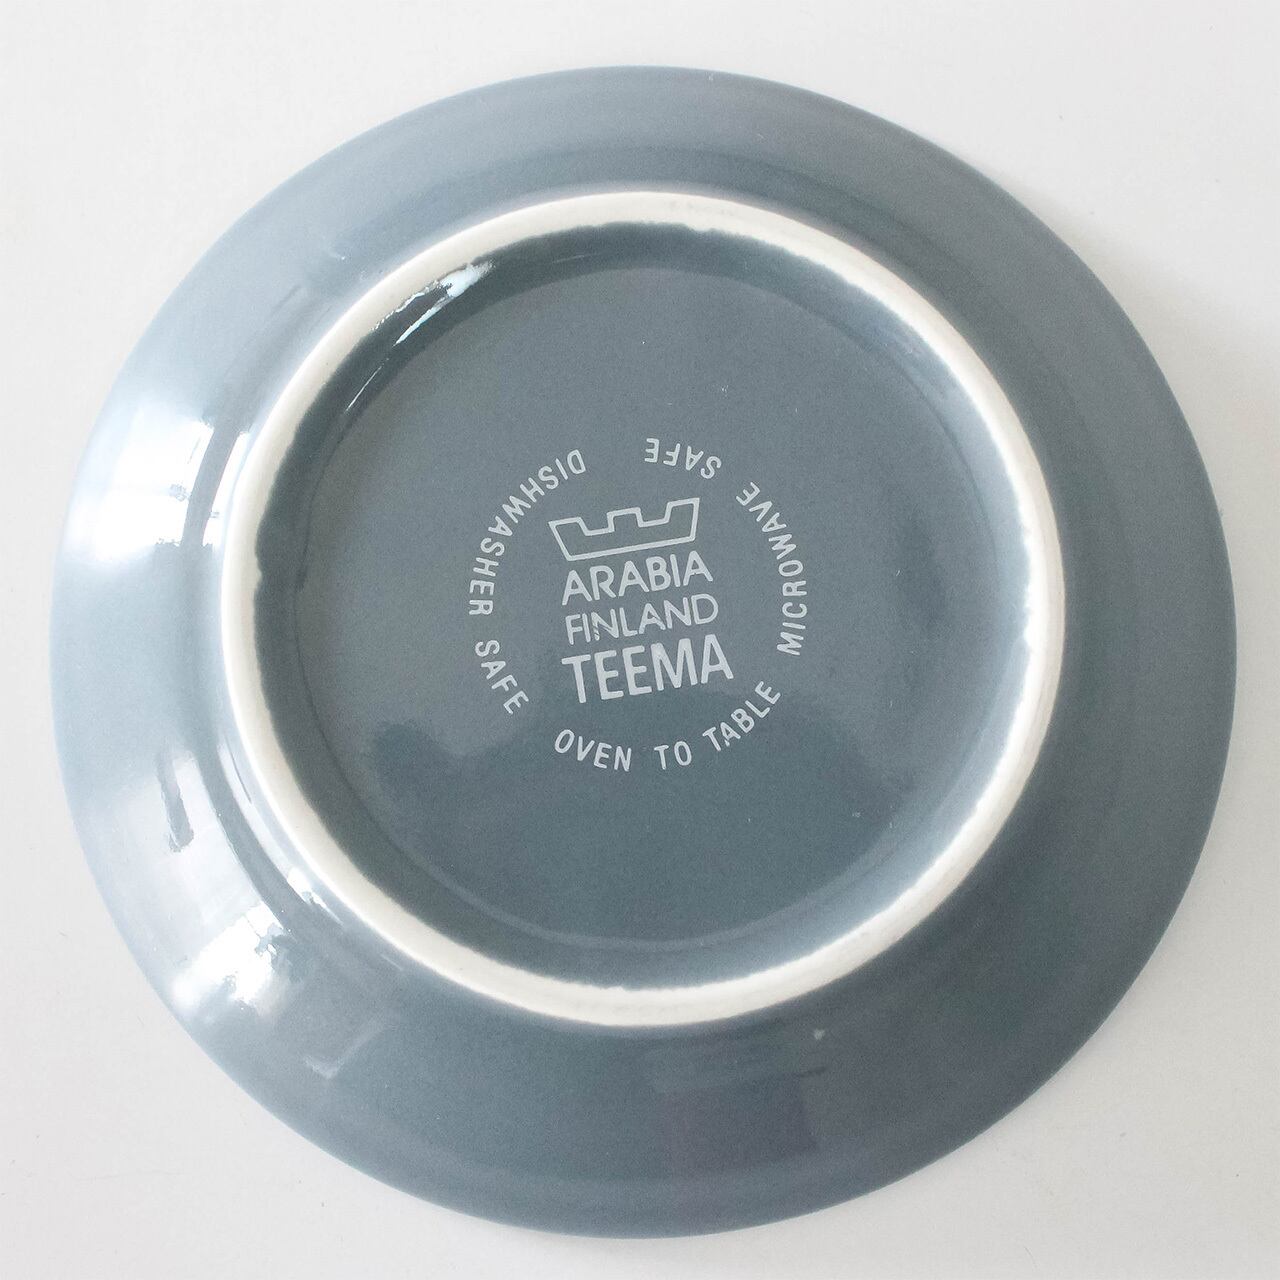 ARABIA
FINLAND
TEEMA
DISHWASHER SAFE
OVEN TO TABLE
MICROWAVE SAFE